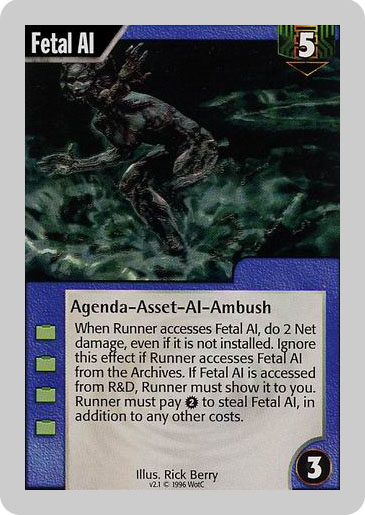 Fetal AI
5
Agenda-Asset-AI-Ambush
When Runner accesses Fetal AI, do 2 Net
damage, even if it is not installed. Ignore
this effect if Runner accesses Fetal AI
from the Archives. If Fetal AI is accessed
from R&D, Runner must show it to you.
Runner must pay 2 to steal Fetal AI, in
addition to any other costs.
3
Illus. Rick Berry
v2.1 © 1996 WotC